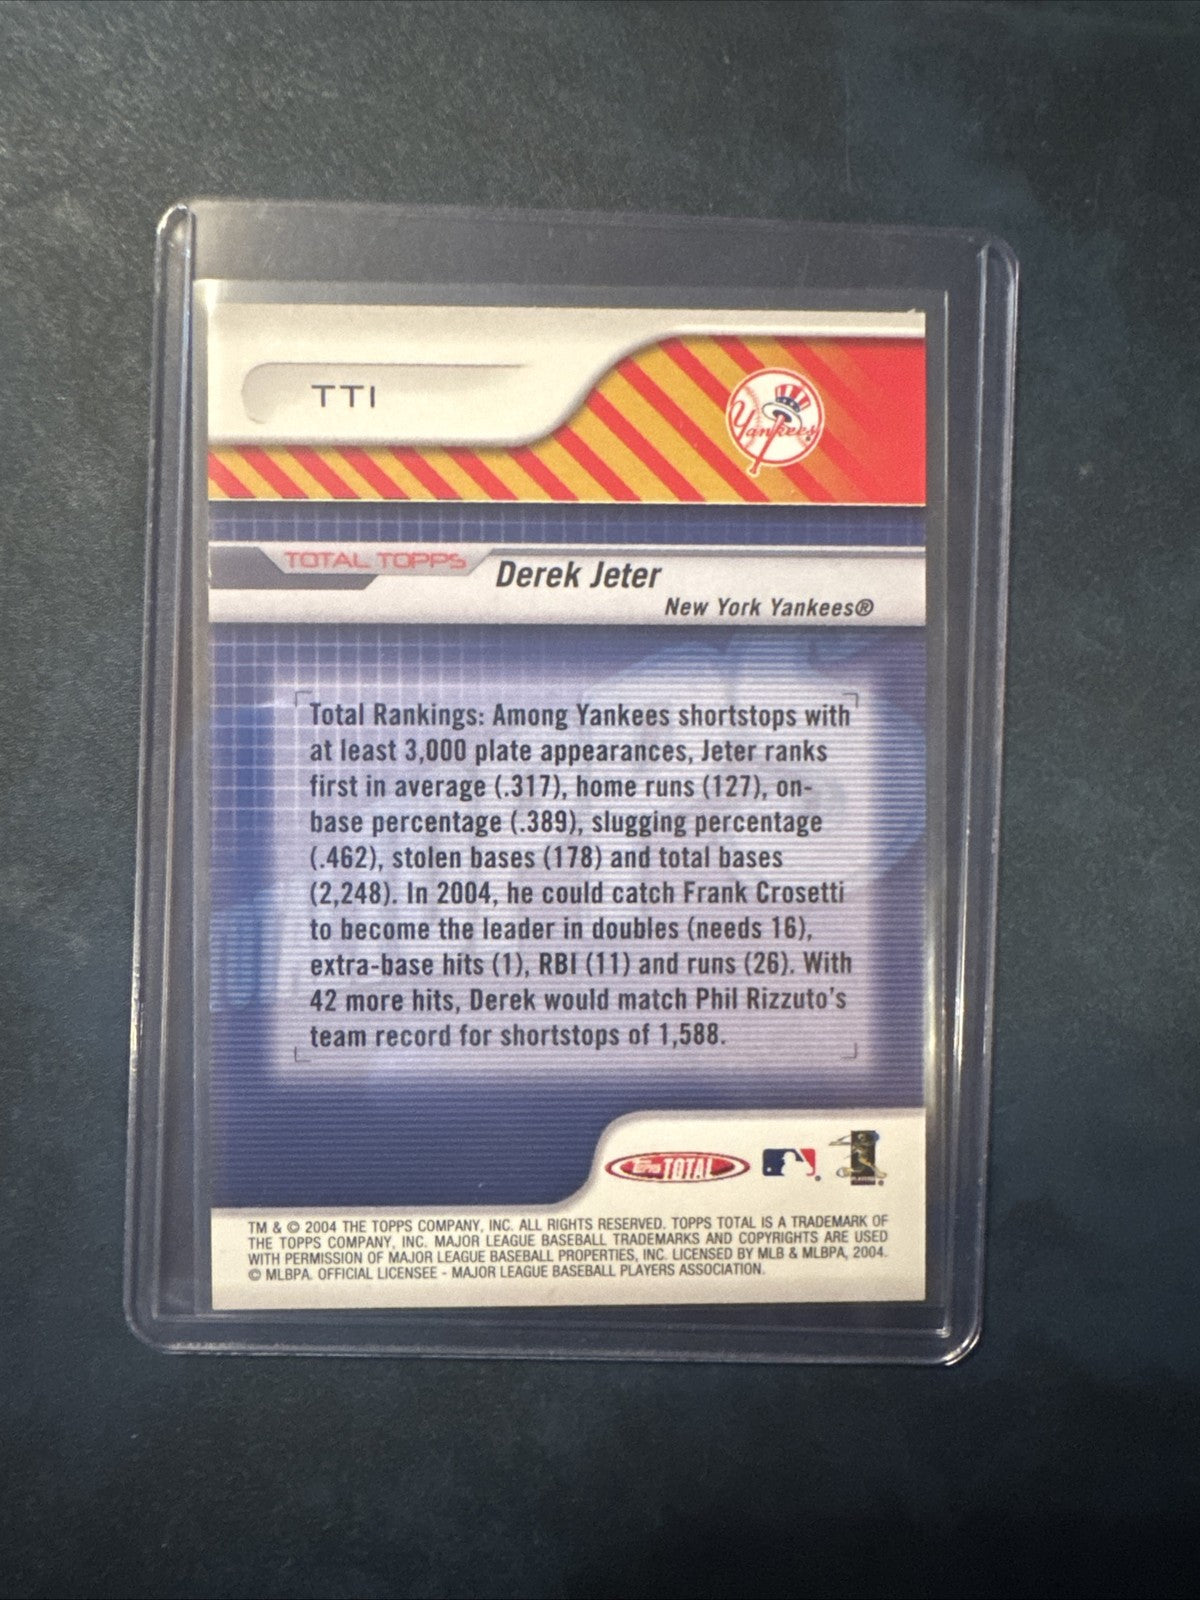 TT1
Yankees
TOTAL TOPPS
Derek Jeter
New York Yankees®
Total Rankings: Among Yankees shortstops with
at least 3,000 plate appearances, Jeter ranks
first in average (.317), home runs (127), on-
base percentage (.389), slugging percentage
(.462), stolen bases (178) and total bases
(2,248). In 2004, he could catch Frank Crosetti
to become the leader in doubles (needs 16),
extra-base hits (1), RBI (11) and runs (26). With
42 more hits, Derek would match Phil Rizzuto's
team record for shortstops of 1,588.
Topps TOTAL
TM & © 2004 THE TOPPS COMPANY, INC. ALL RIGHTS RESERVED. TOPPS TOTAL IS A TRADEMARK OF
THE TOPPS COMPANY, INC. MAJOR LEAGUE BASEBALL TRADEMARKS AND COPYRIGHTS ARE USED
WITH PERMISSION OF MAJOR LEAGUE BASEBALL PROPERTIES, INC. LICENSED BY MLB & MLBPA, 2004.
© MLBPA. OFFICIAL LICENSEE - MAJOR LEAGUE BASEBALL PLAYERS ASSOCIATION.